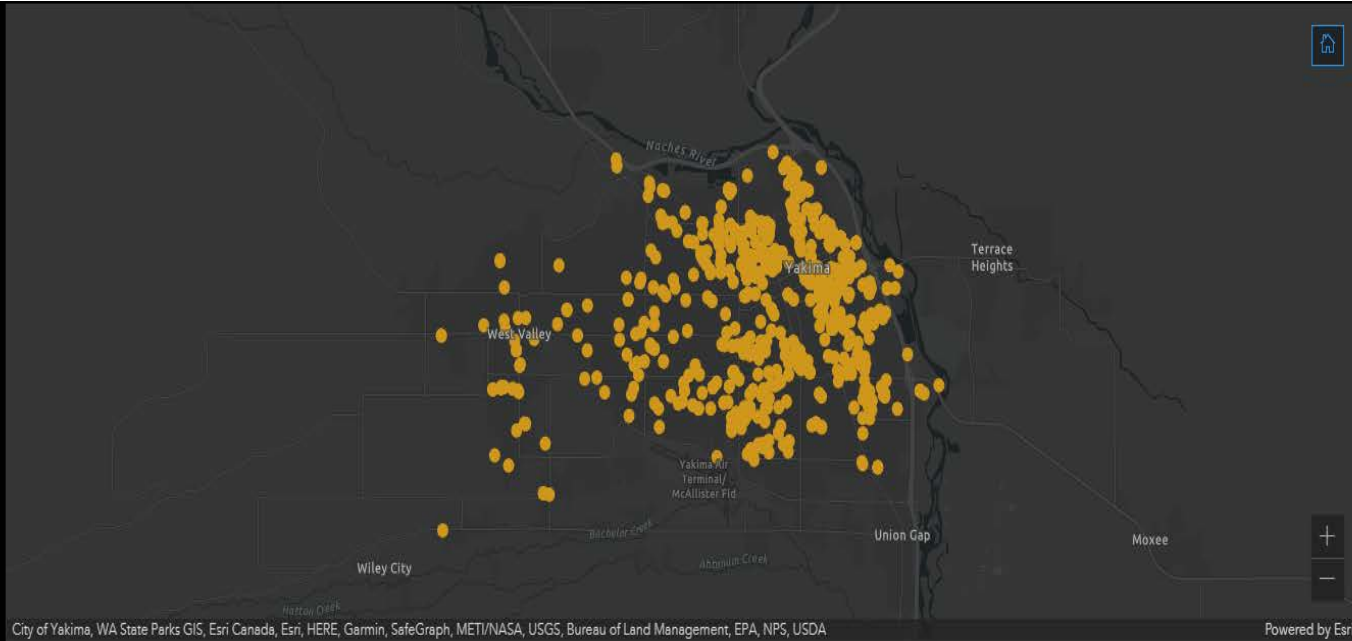 Naches River
Terrace
Heights
Yakima
West Valley
Yakima Air
Terminal/
McAllister Fld
Bachelor Creek
Union Gap
Moxee
Ahtanum Creek
Wiley City
Hatton Creek
+
−
City of Yakima, WA State Parks GIS, Esri Canada, Esri, HERE, Garmin, SafeGraph, METI/NASA, USGS, Bureau of Land Management, EPA, NPS, USDA
Powered by Esr